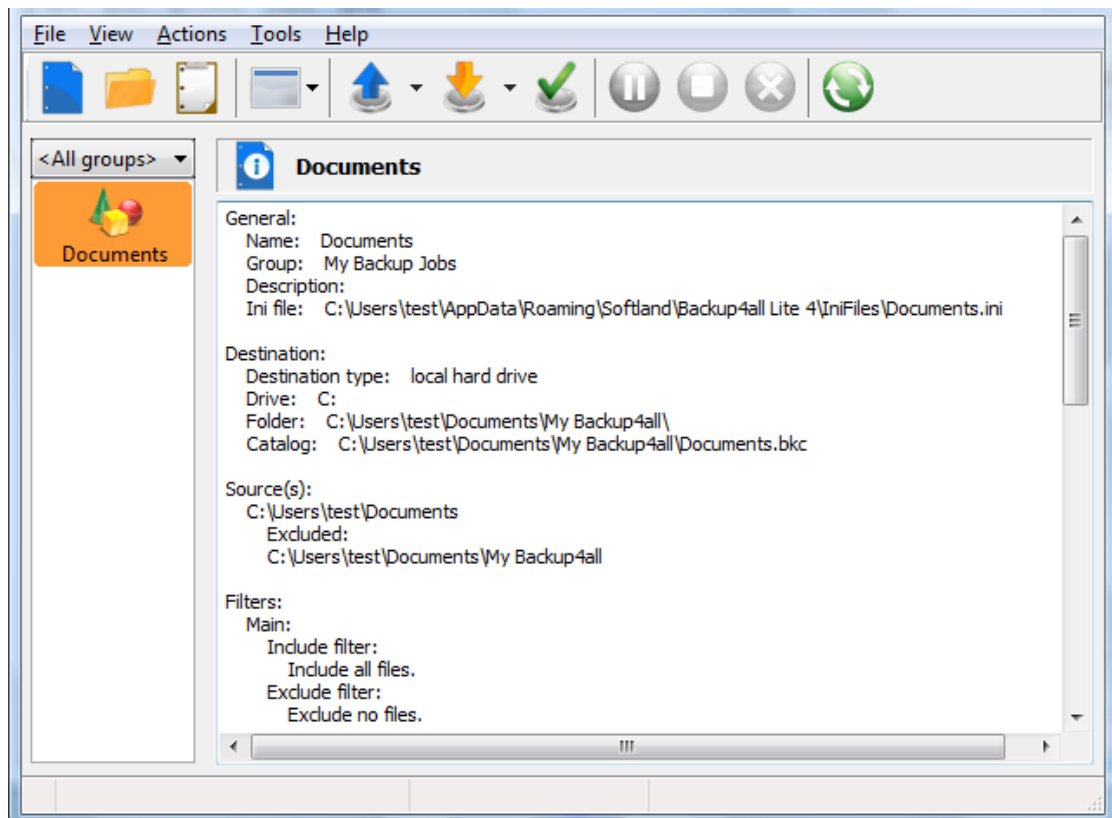 File View Actions Tools Help
<All groups>
Documents
Documents
General:
Name: Documents
Group: My Backup Jobs
Description:
Ini file: C:\Users\test\AppData\Roaming\Softland\Backup4all Lite 4\IniFiles\Documents.ini
Destination:
Destination type: local hard drive
Drive: C:
Folder: C:\Users\test\Documents\My Backup4all\
Catalog: C:\Users\test\Documents\My Backup4all\Documents.bkc
Source(s):
C:\Users\test\Documents
Excluded:
C:\Users\test\Documents\My Backup4all
Filters:
Main:
Include filter:
Include all files.
Exclude filter:
Exclude no files.